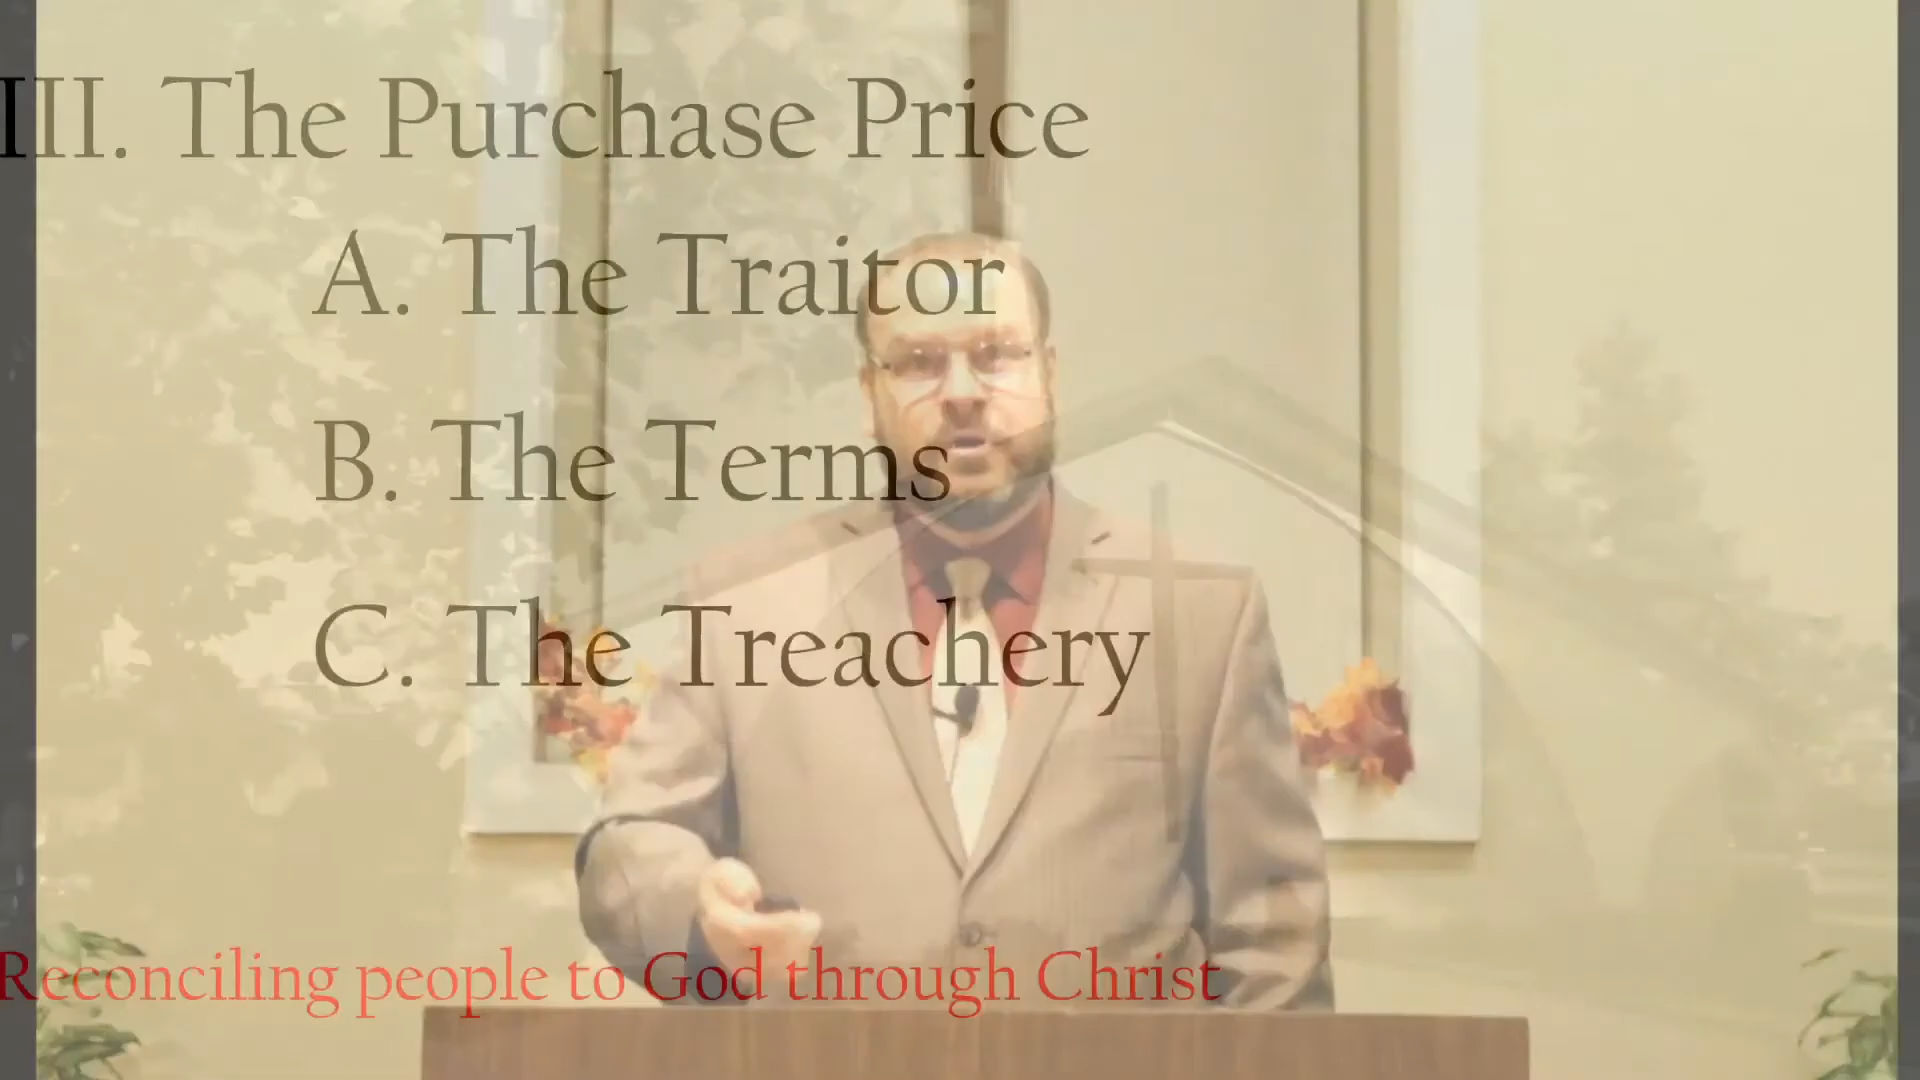 III. The Purchase Price
A. The Traitor
B. The Terms
C. The Treachery
Reconciling people to God through Christ